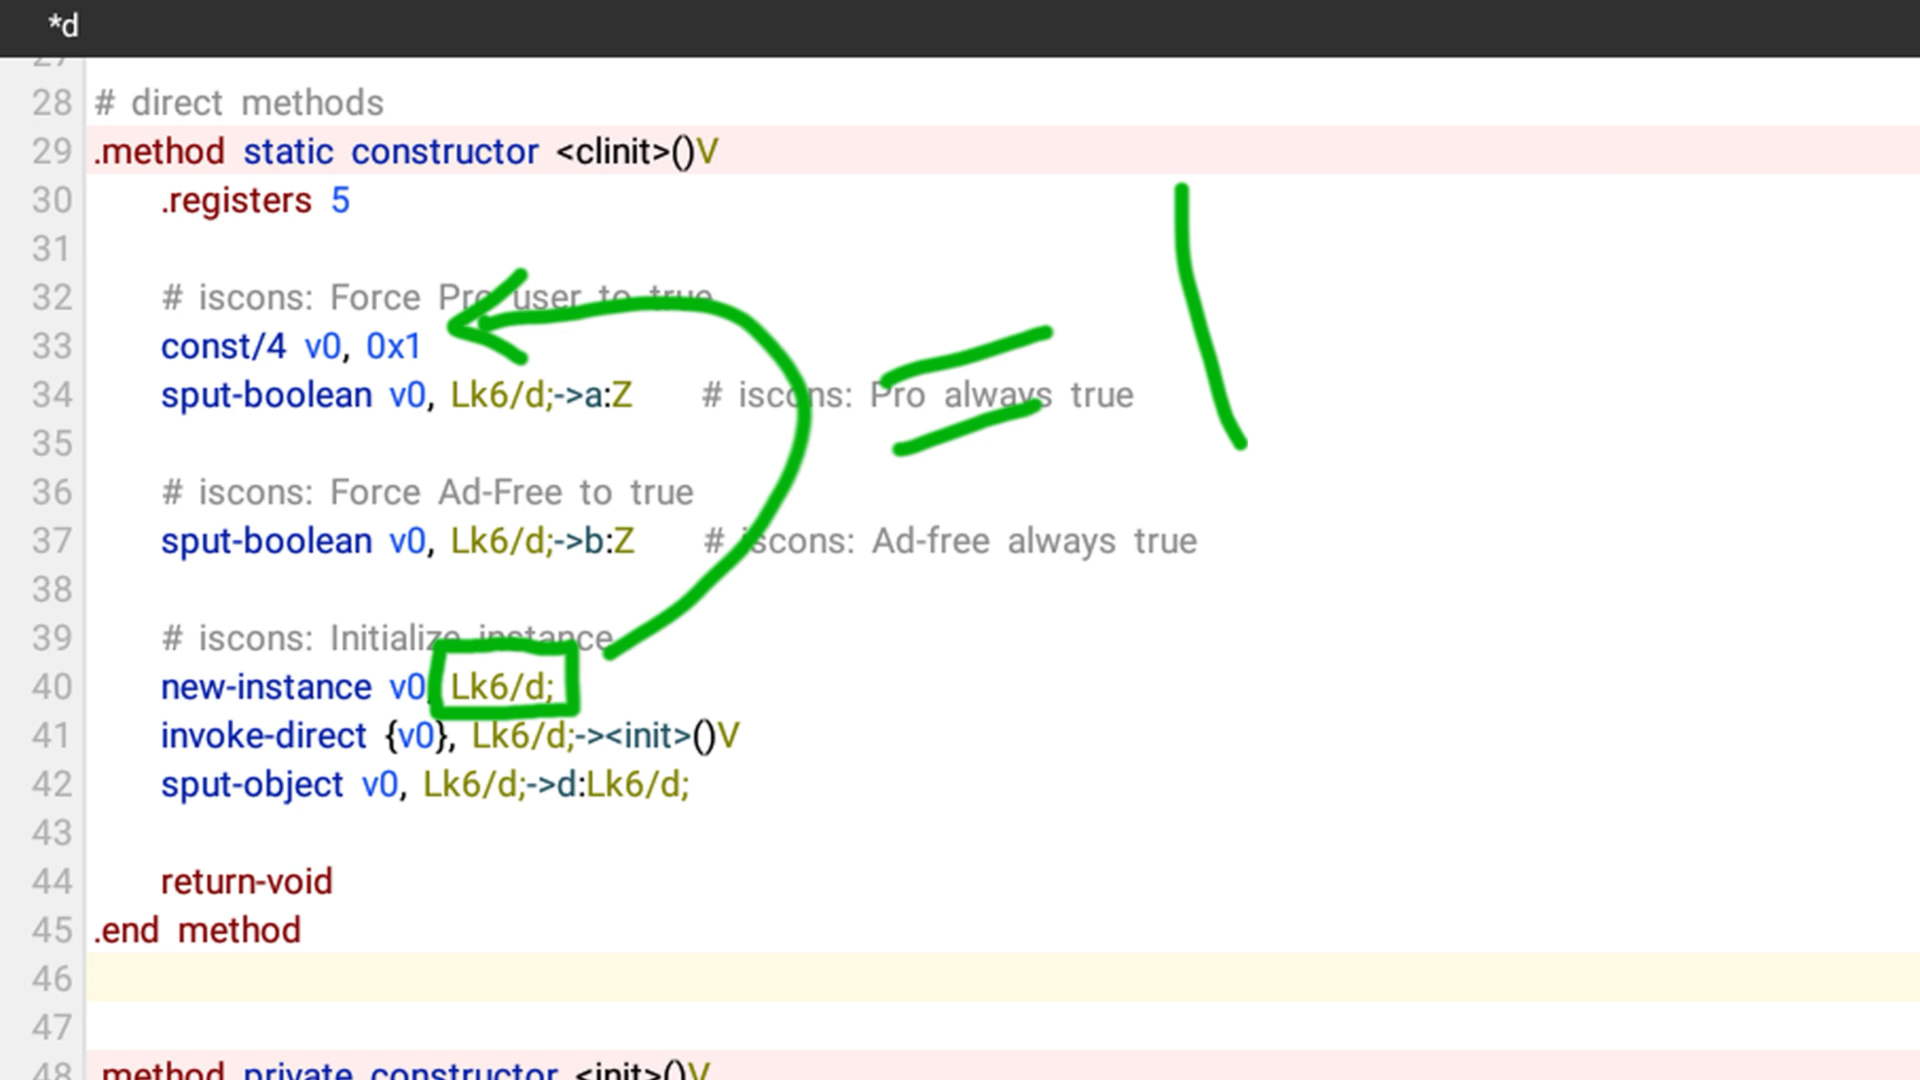 *d
27
28 # direct methods
29 .method static constructor <clinit>()V
30 .registers 5
31
32 # iscons: Force Pro user to true
33 const/4 v0, 0x1
34 sput-boolean v0, Lk6/d;->a:Z # iscons: Pro always true
35
36 # iscons: Force Ad-Free to true
37 sput-boolean v0, Lk6/d;->b:Z # iscons: Ad-free always true
38
39 # iscons: Initialize instance
40 new-instance v0, Lk6/d;
41 invoke-direct {v0}, Lk6/d;-><init>()V
42 sput-object v0, Lk6/d;->d:Lk6/d;
43
44 return-void
45 .end method
46
47
48 .method private constructor <init>()V
= 1